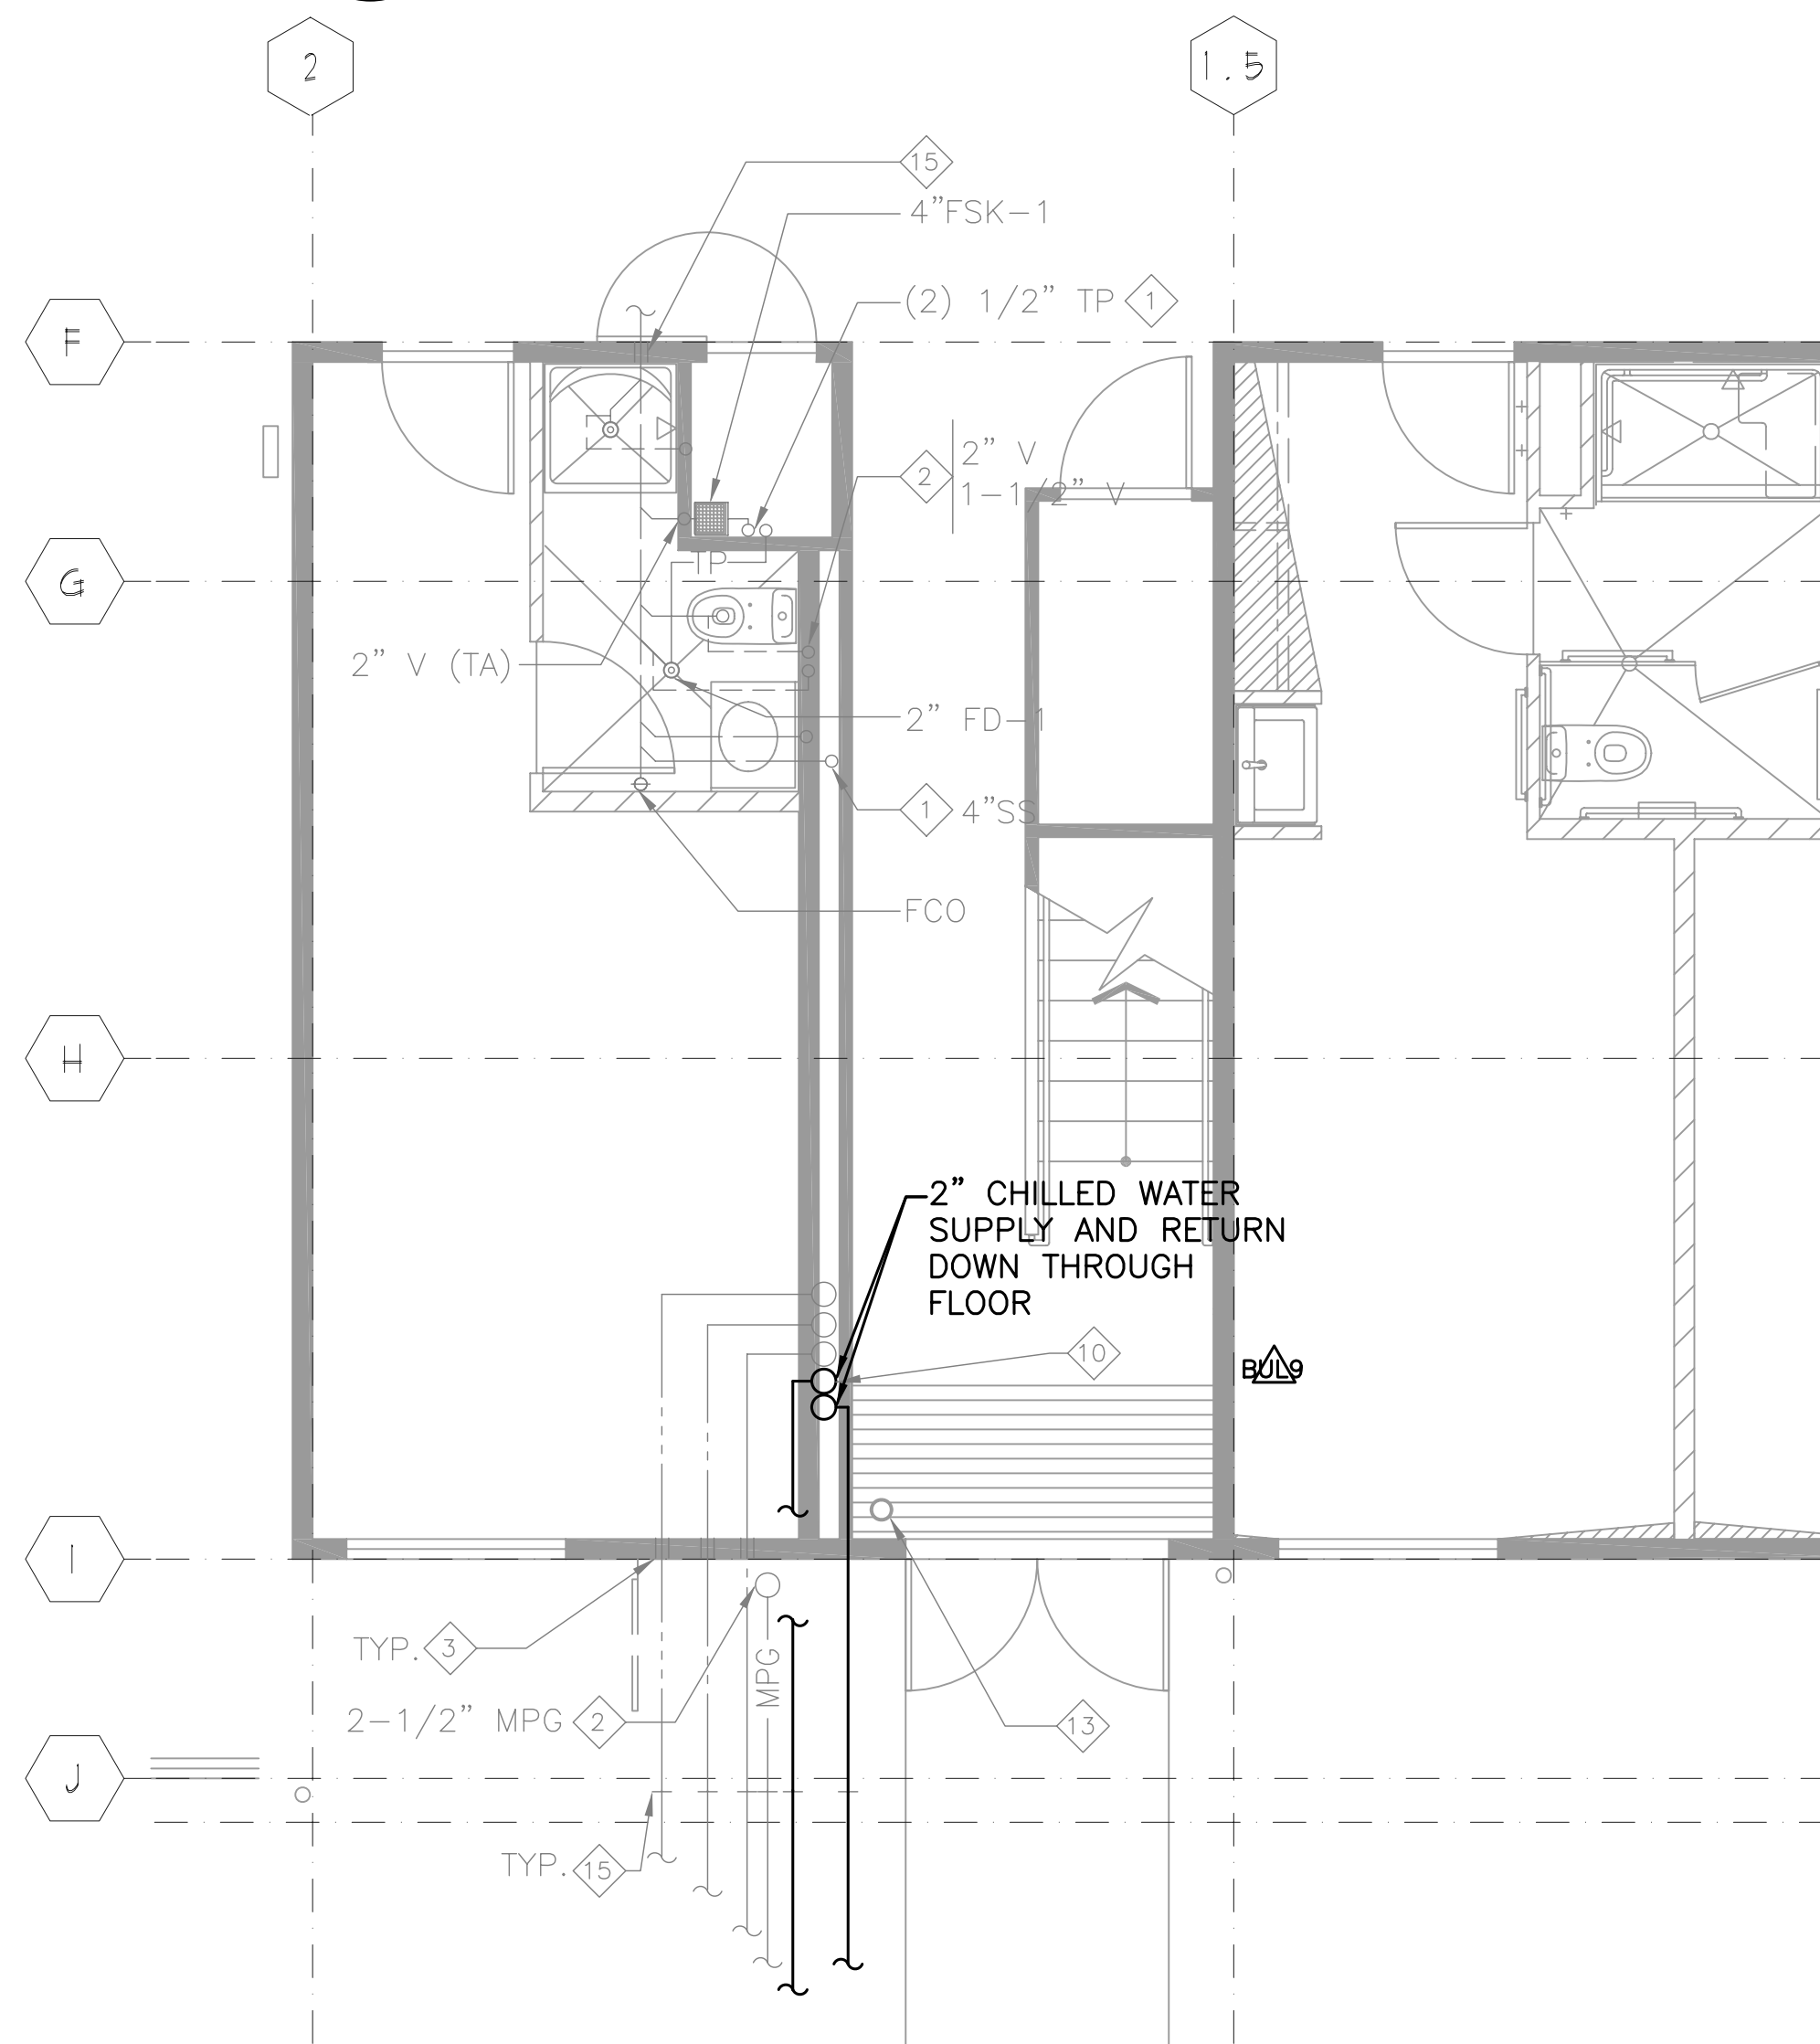 2
1.5
15
4”FSK-1
(2) 1/2” TP 1
F
2
2” V
1-1/2” V
TP
G
2” V (TA)
2” FD-1
1 4”SS
FCO
H
2” CHILLED WATER
SUPPLY AND RETURN
DOWN THROUGH
FLOOR
10
BUL9
I
TYP. 3
MPG
2-1/2” MPG 2
13
J
TYP. 15